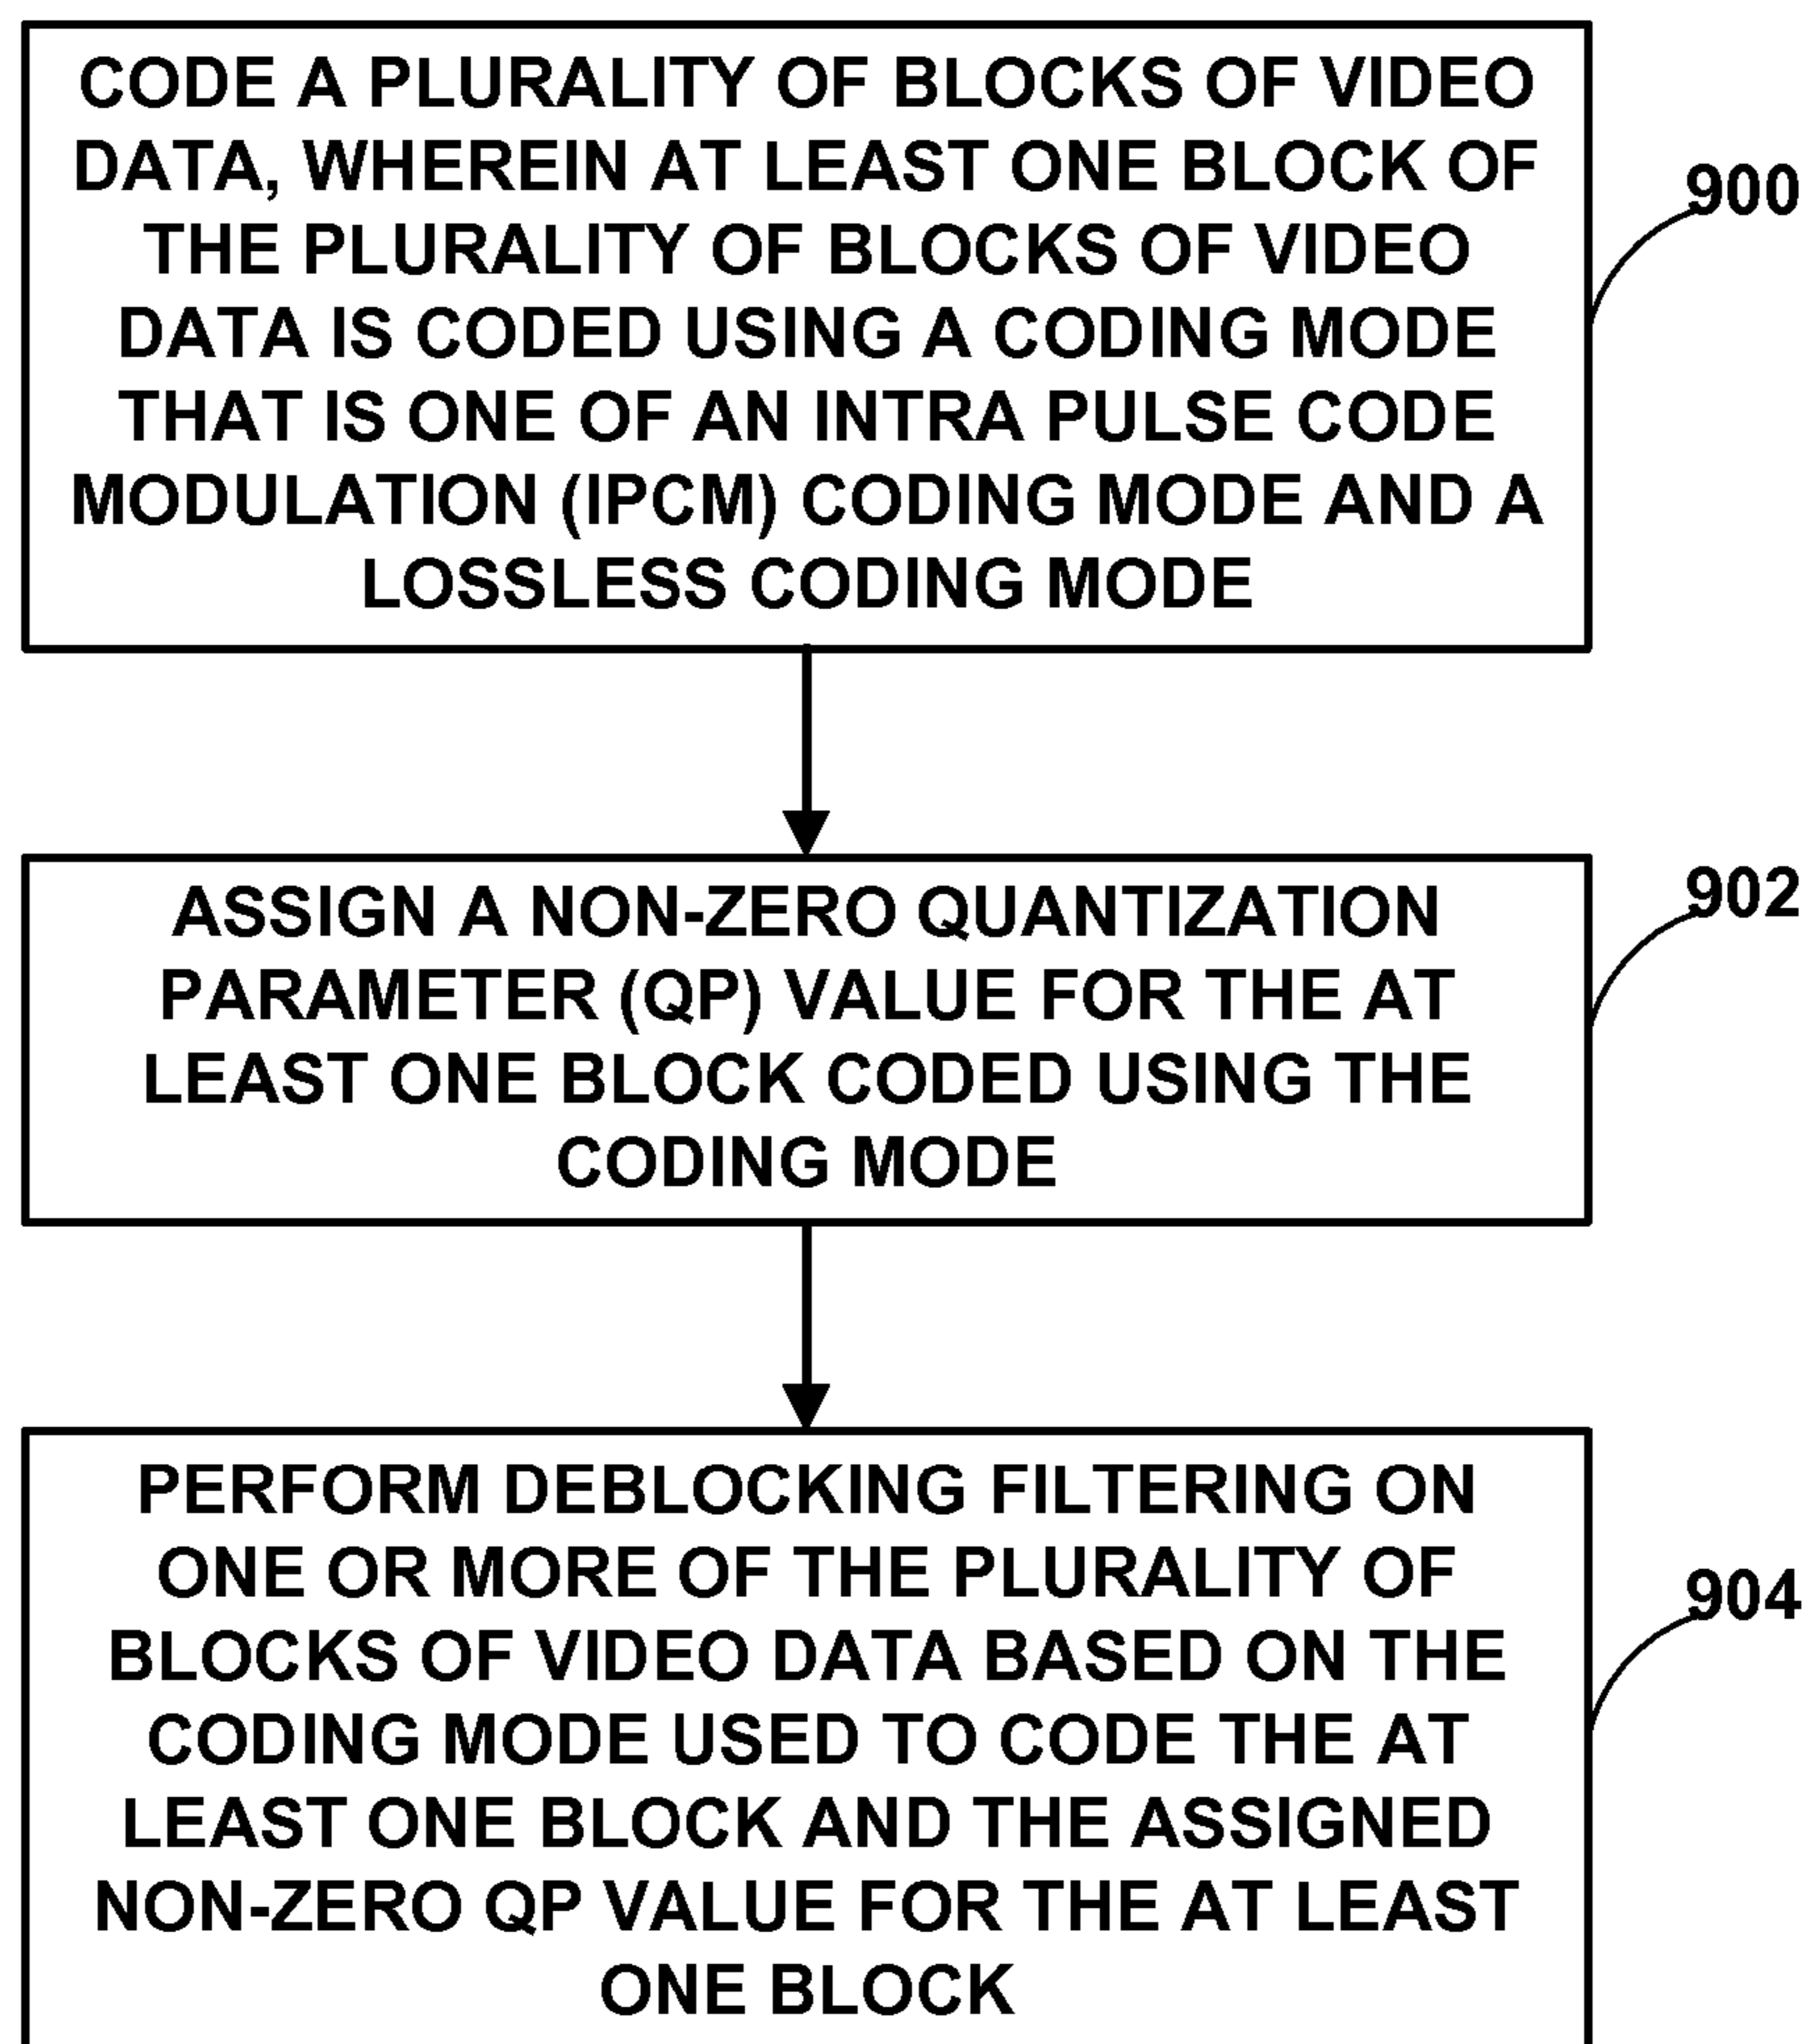 CODE A PLURALITY OF BLOCKS OF VIDEO
DATA, WHEREIN AT LEAST ONE BLOCK OF
THE PLURALITY OF BLOCKS OF VIDEO
DATA IS CODED USING A CODING MODE
THAT IS ONE OF AN INTRA PULSE CODE
MODULATION (IPCM) CODING MODE AND A
LOSSLESS CODING MODE
900
ASSIGN A NON-ZERO QUANTIZATION
PARAMETER (QP) VALUE FOR THE AT
LEAST ONE BLOCK CODED USING THE
CODING MODE
902
PERFORM DEBLOCKING FILTERING ON
ONE OR MORE OF THE PLURALITY OF
BLOCKS OF VIDEO DATA BASED ON THE
CODING MODE USED TO CODE THE AT
LEAST ONE BLOCK AND THE ASSIGNED
NON-ZERO QP VALUE FOR THE AT LEAST
ONE BLOCK
904